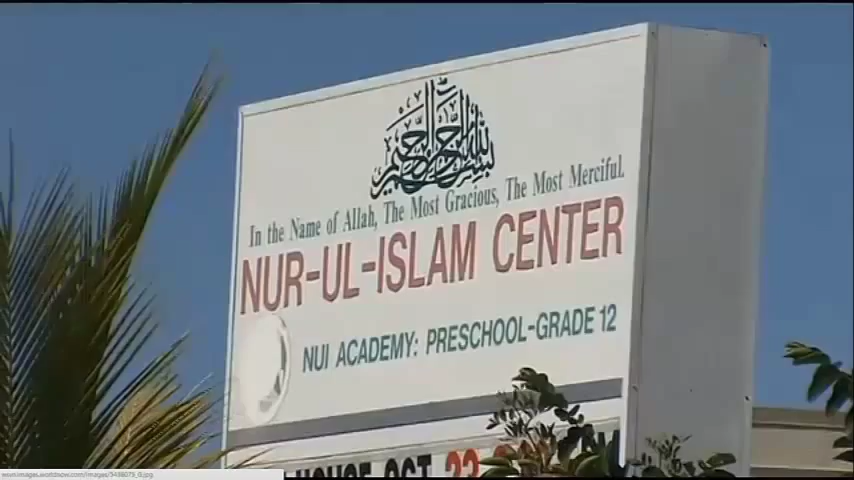 بسم الله الرحمن الرحيم
In the Name of Allah, The Most Gracious, The Most Merciful.
NUR-UL-ISLAM CENTER
NUI ACADEMY: PRESCHOOL-GRADE 12
HOUSE OCT 23